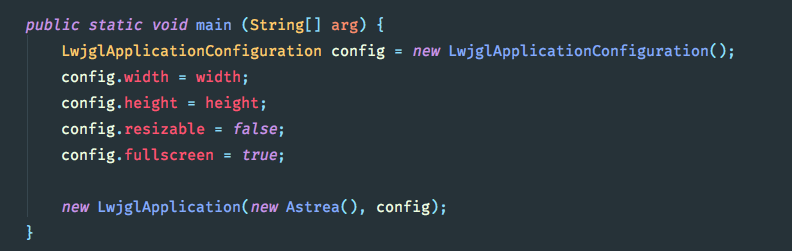 public static void main (String[] arg) {
    LwjglApplicationConfiguration config = new LwjglApplicationConfiguration();
    config.width = width;
    config.height = height;
    config.resizable = false;
    config.fullscreen = true;

    new LwjglApplication(new Astrea(), config);
}